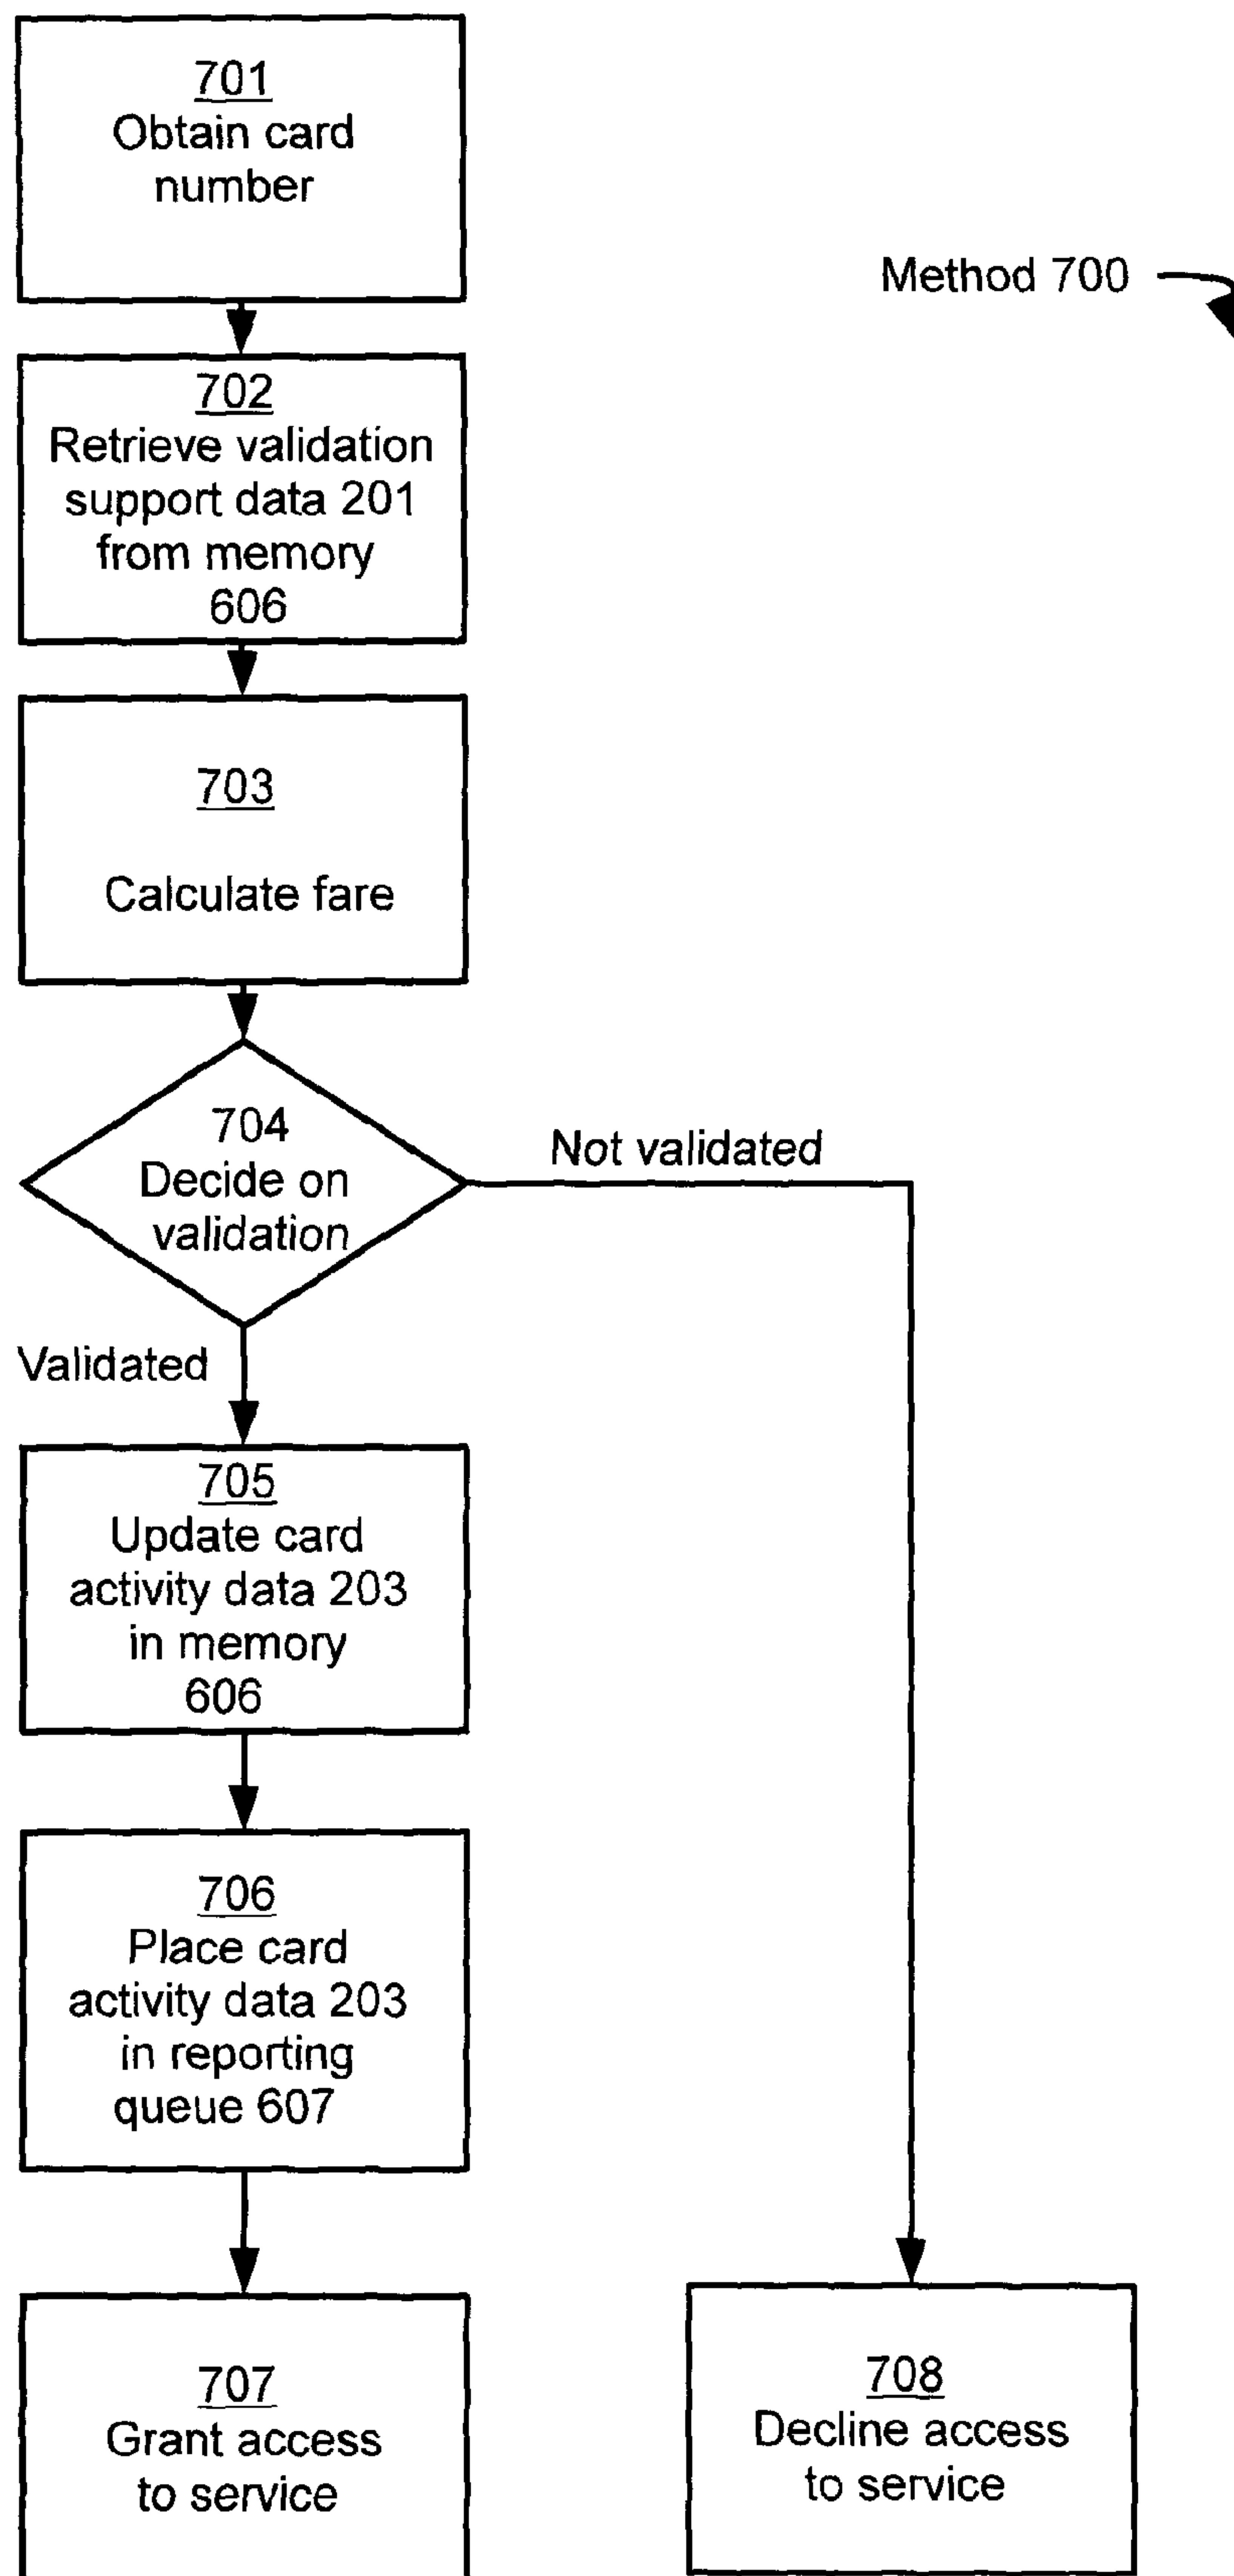 701
Obtain card
number
Method 700
702
Retrieve validation
support data 201
from memory
606
703
Calculate fare
704
Decide on
validation
Not validated
Validated
705
Update card
activity data 203
in memory
606
706
Place card
activity data 203
in reporting
queue 607
707
Grant access
to service
708
Decline access
to service